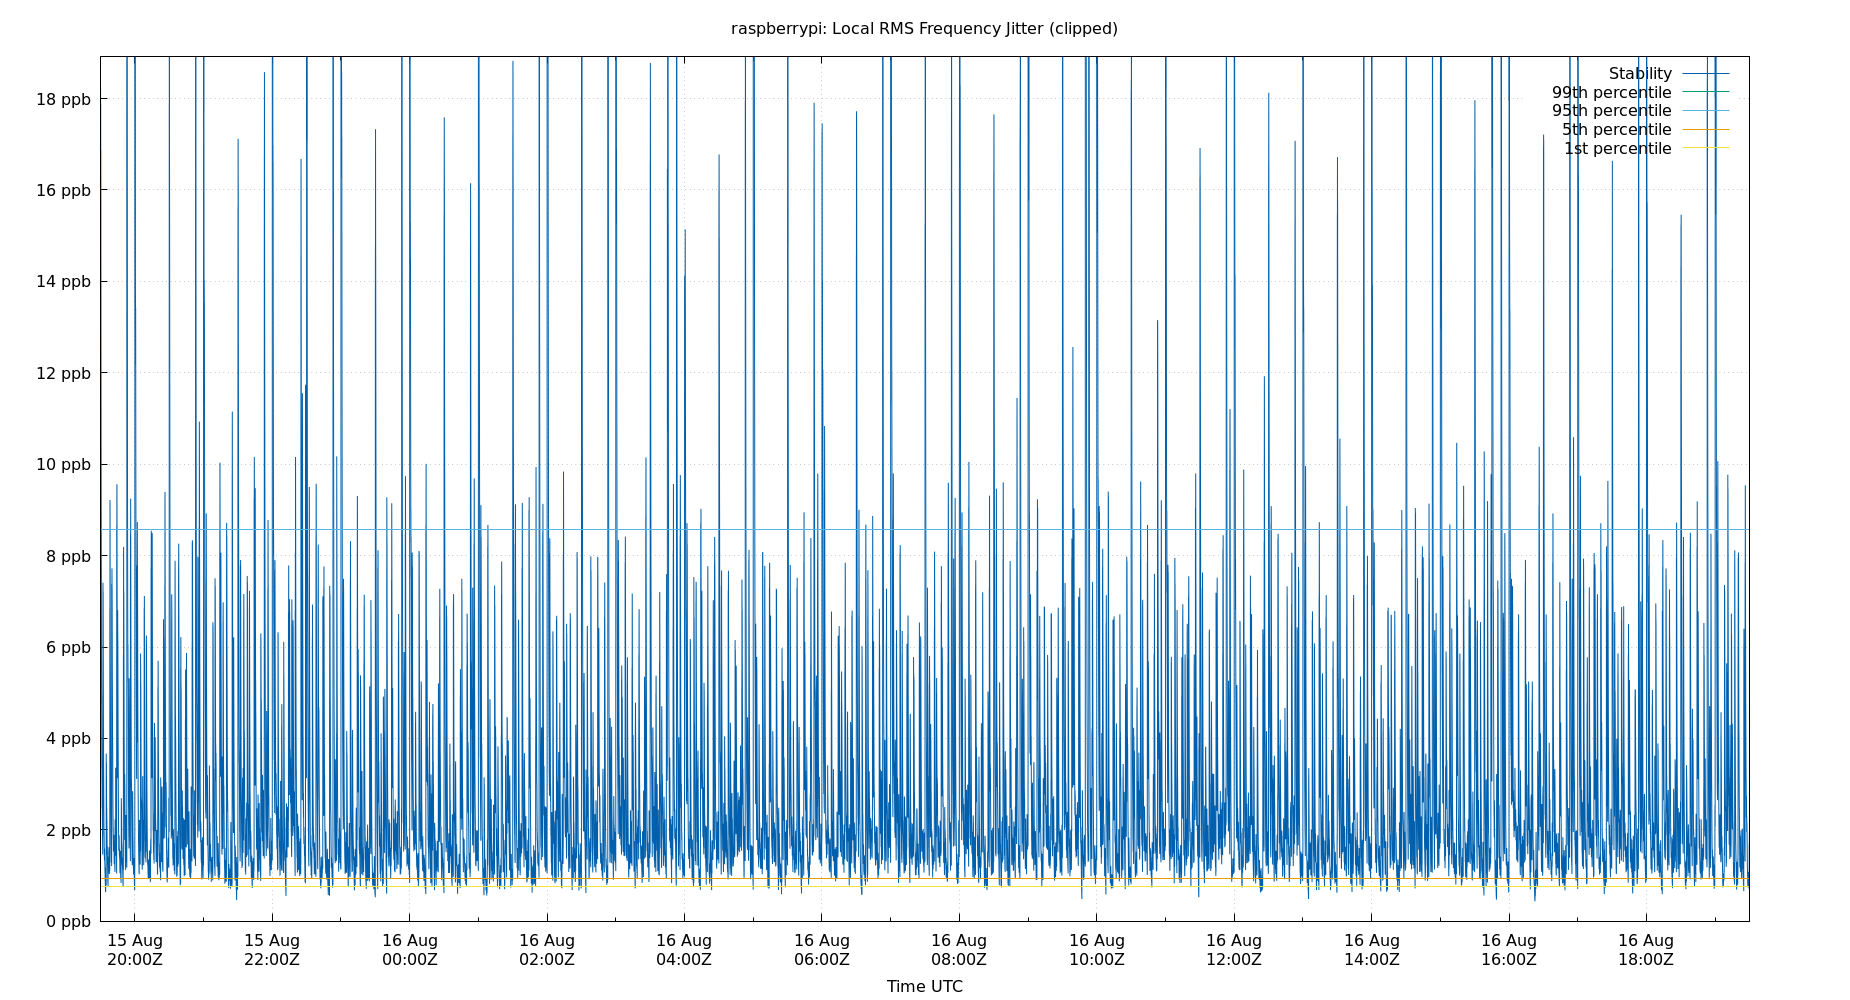 raspberrypi: Local RMS Frequency Jitter (clipped)
Stability
99th percentile
95th percentile
5th percentile
1st percentile
18 ppb
16 ppb
14 ppb
12 ppb
10 ppb
8 ppb
6 ppb
4 ppb
2 ppb
0 ppb
15 Aug 15 Aug 16 Aug 16 Aug 16 Aug 16 Aug 16 Aug 16 Aug 16 Aug 16 Aug 16 Aug 16 Aug
20:00Z 22:00Z 00:00Z 02:00Z 04:00Z 06:00Z 08:00Z 10:00Z 12:00Z 14:00Z 16:00Z 18:00Z
Time UTC